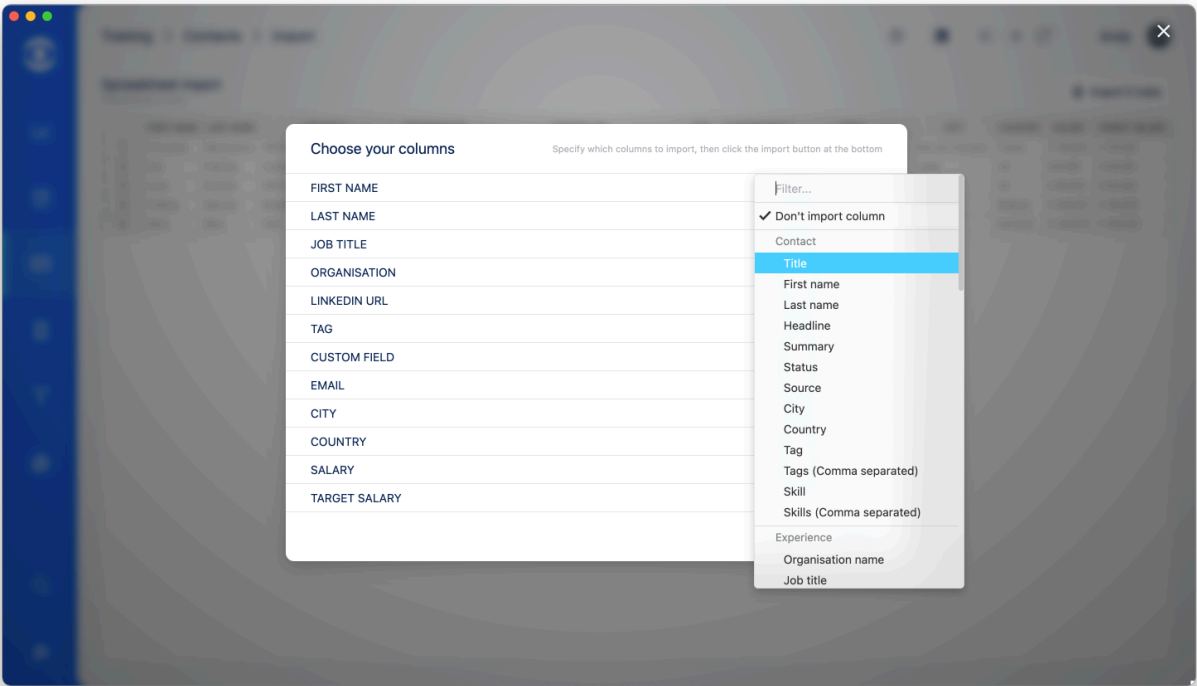 Choose your columns
Specify which columns to import, then click the import button at the bottom
FIRST NAME
LAST NAME
JOB TITLE
ORGANISATION
LINKEDIN URL
TAG
CUSTOM FIELD
EMAIL
CITY
COUNTRY
SALARY
TARGET SALARY
Filter...
Don't import column
Contact
Title
First name
Last name
Headline
Summary
Status
Source
City
Country
Tag
Tags (Comma separated)
Skill
Skills (Comma separated)
Experience
Organisation name
Job title